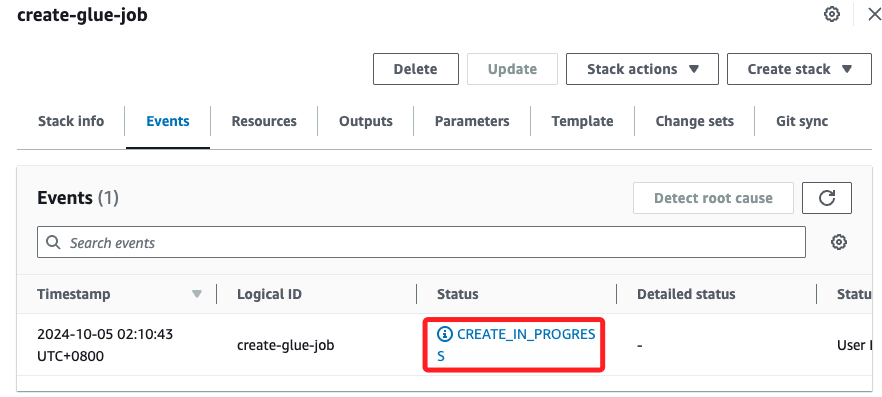 create-glue-job
Delete Update Stack actions Create stack
Stack info Events Resources Outputs Parameters Template Change sets Git sync
Events (1) Detect root cause
Search events
Timestamp Logical ID Status Detailed status Statu
2024-10-05 02:10:43 CREATE_IN_PROGRES
UTC+0800 create-glue-job S - User